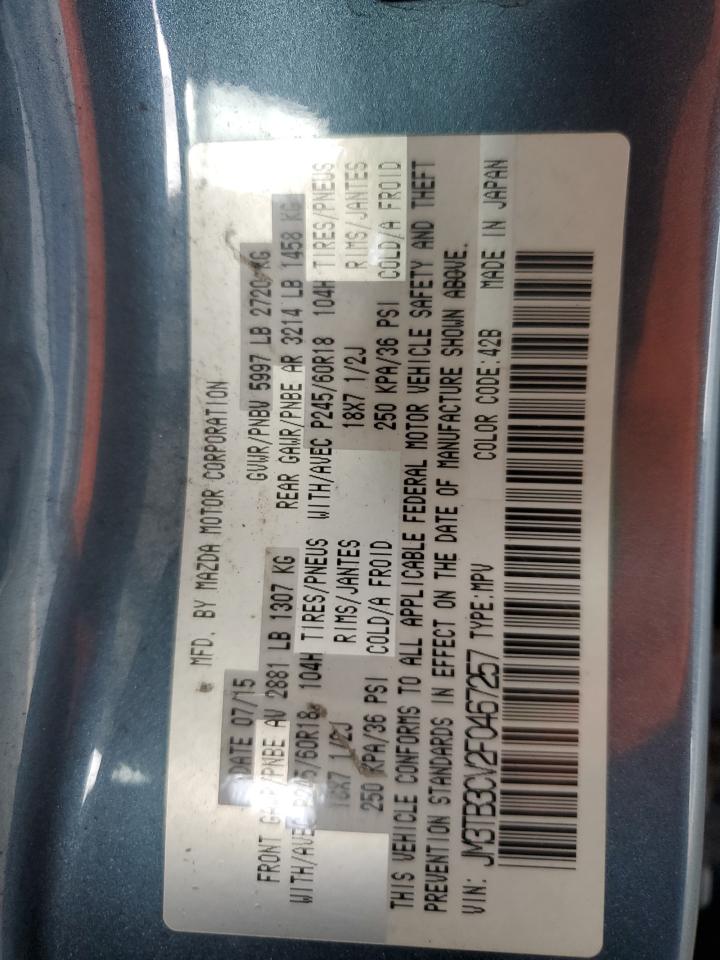 MFD. BY MAZDA MOTOR CORPORATION
DATE 07/15 GVWR/PNBV 5997 LB 2720 KG
FRONT GAWR/PNBE AV 2881 LB 1307 KG REAR GAWR/PNBE AR 3214 LB 1458 KG
WITH/AVEC P245/60R18 104H TIRES/PNEUS WITH/AVEC P245/60R18 104H TIRES/PNEUS
18X7 1/2J RIMS/JANTES 18X7 1/2J RIMS/JANTES
250 KPA/36 PSI COLD/A FROID 250 KPA/36 PSI COLD/A FROID
THIS VEHICLE CONFORMS TO ALL APPLICABLE FEDERAL MOTOR VEHICLE SAFETY AND THEFT
PREVENTION STANDARDS IN EFFECT ON THE DATE OF MANUFACTURE SHOWN ABOVE.
VIN: JM3TB3CV2F0467257 TYPE:MPV COLOR CODE:42B MADE IN JAPAN